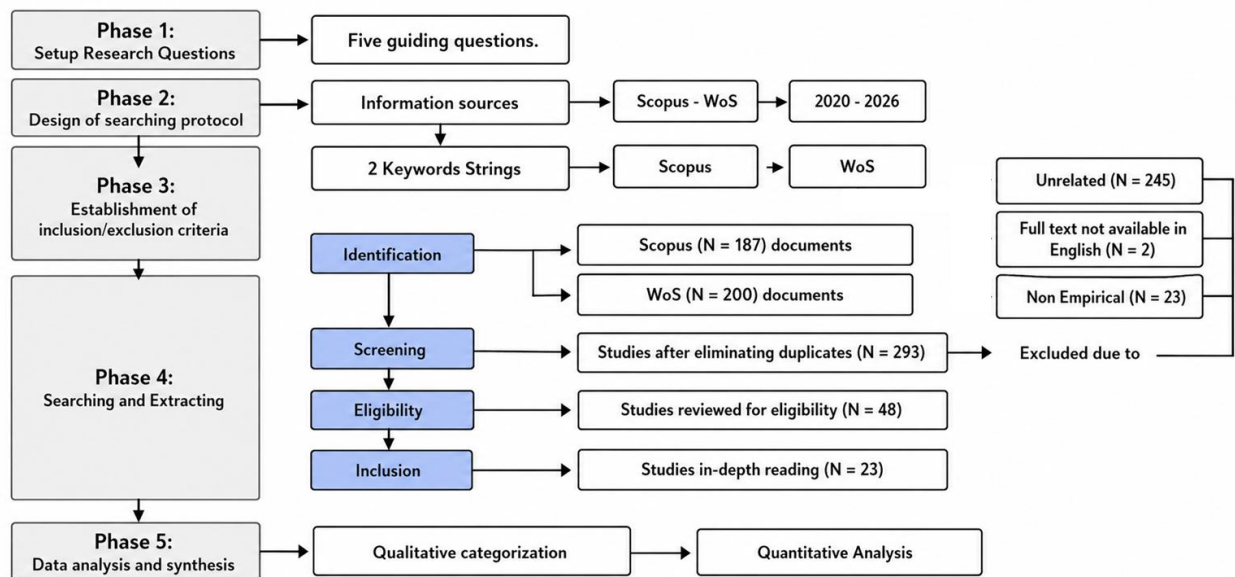 Phase 1:
Setup Research Questions
Five guiding questions.
Phase 2:
Design of searching protocol
Information sources
Scopus - WoS
2020 - 2026
2 Keywords Strings
Scopus
WoS
Phase 3:
Establishment of
inclusion/exclusion criteria
Unrelated (N = 245)
Full text not available in
English (N = 2)
Non Empirical (N = 23)
Excluded due to
Phase 4:
Searching and Extracting
Identification
Scopus (N = 187) documents
WoS (N = 200) documents
Screening
Studies after eliminating duplicates (N = 293)
Eligibility
Studies reviewed for eligibility (N = 48)
Inclusion
Studies in-depth reading (N = 23)
Phase 5:
Data analysis and synthesis
Qualitative categorization
Quantitative Analysis